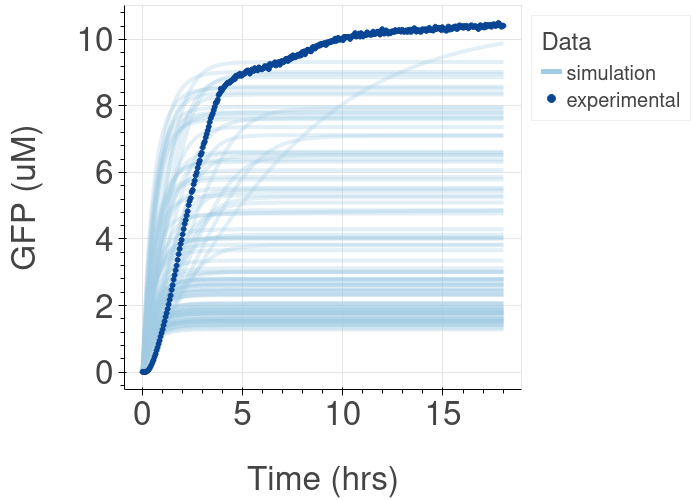 GFP (uM)
10
8
6
4
2
0
0 5 10 15
Time (hrs)
Data
simulation
experimental